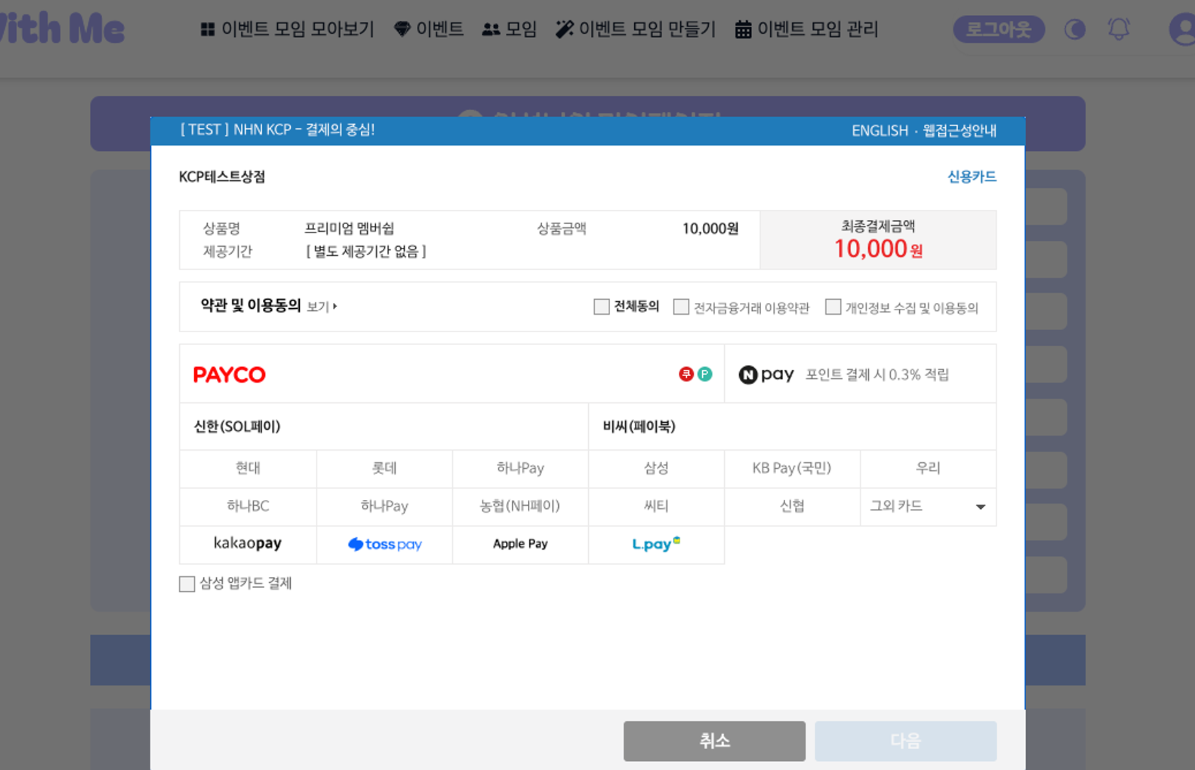 With Me
이벤트 모임 모아보기 이벤트 모임 이벤트 모임 만들기 이벤트 모임 관리 로그아웃
[ TEST ] NHN KCP - 결제의 중심! ENGLISH · 웹접근성안내
KCP테스트상점 신용카드
상품명 프리미엄 멤버쉽 상품금액 10,000원 최종결제금액
제공기간 [ 별도 제공기간 없음 ] 10,000원
약관 및 이용동의 보기 전체동의 전자금융거래 이용약관 개인정보 수집 및 이용동의
PAYCO 쿠 P N pay 포인트 결제 시 0.3% 적립
신한(SOL페이) 비씨(페이북)
현대 롯데 하나Pay 삼성 KB Pay(국민) 우리
하나BC 하나Pay 농협(NH페이) 씨티 신협 그외 카드
kakaopay toss pay Apple Pay L.pay
삼성 앱카드 결제
취소 다음